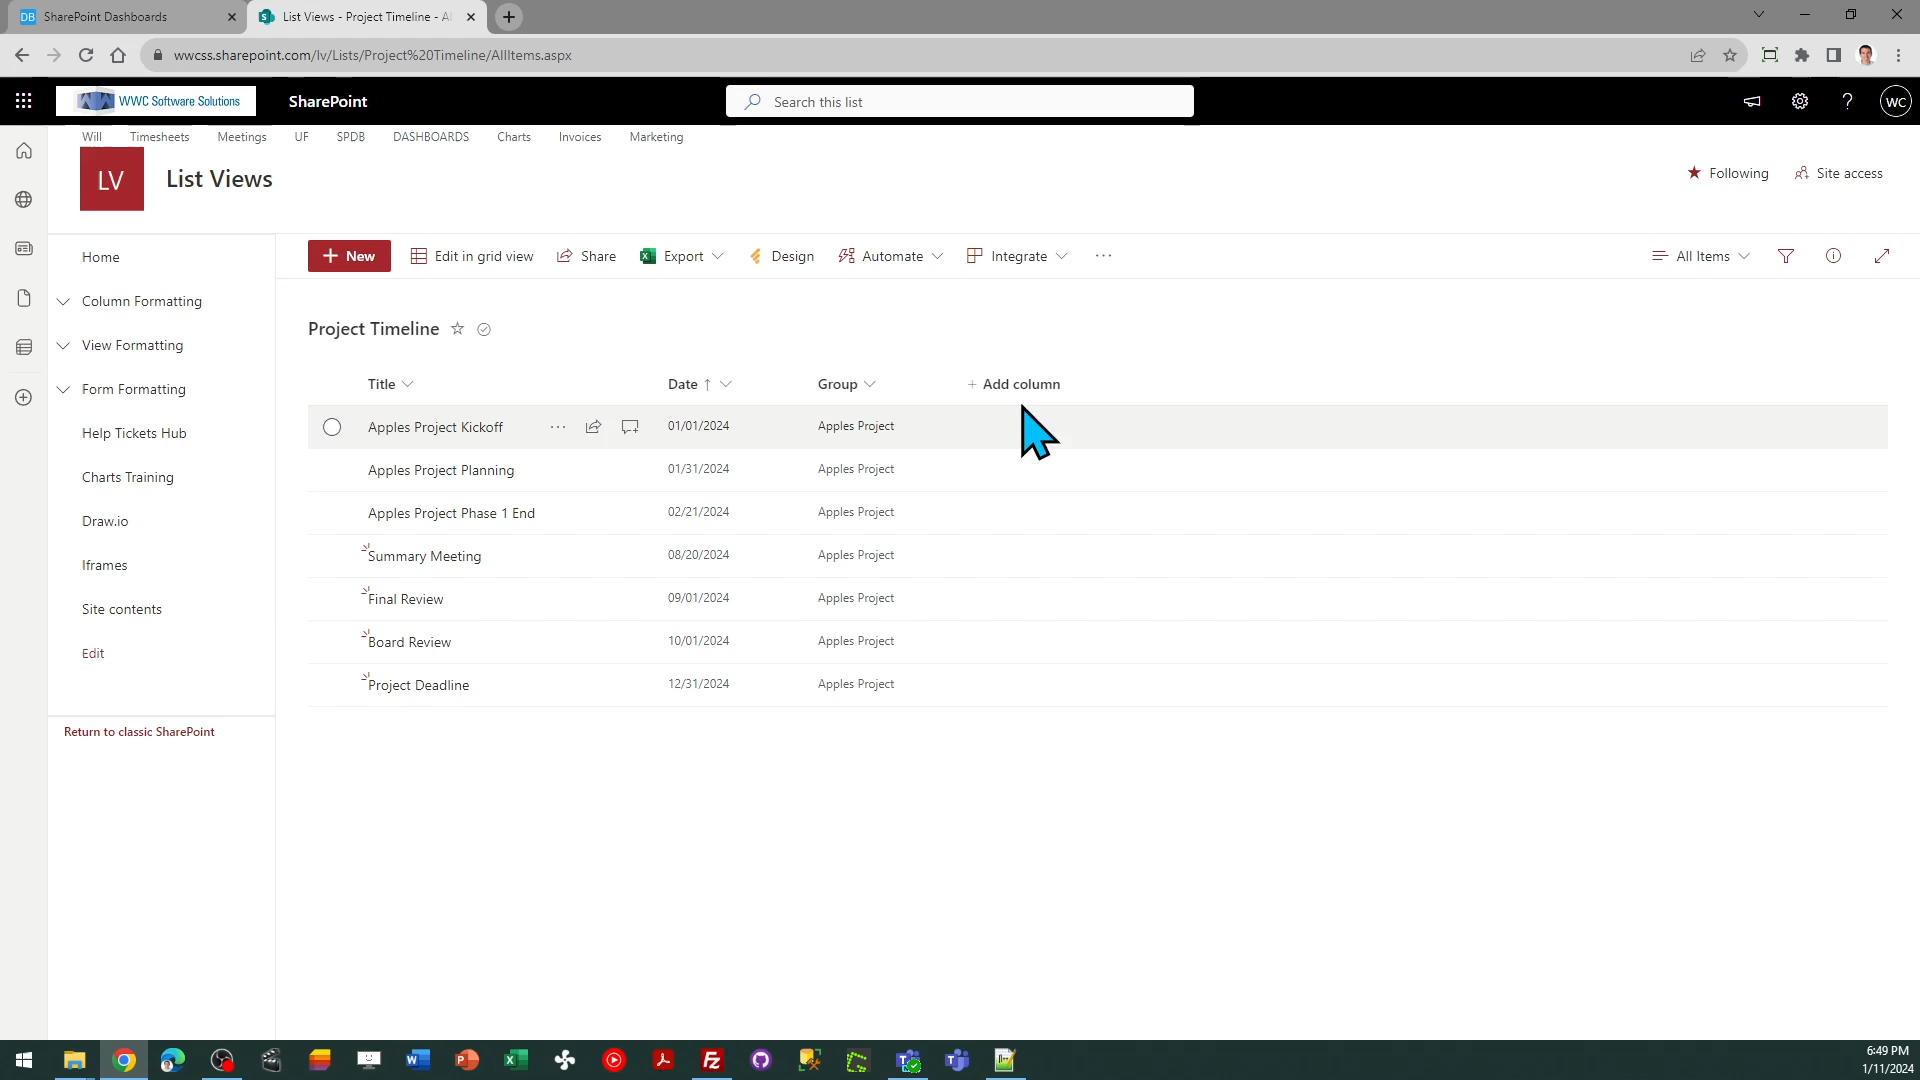 DB SharePoint Dashboards
S List Views - Project Timeline - Al
wwcss.sharepoint.com/lv/Lists/Project%20Timeline/AllItems.aspx
WWC Software Solutions
SharePoint
Search this list
?
WC
Will Timesheets Meetings UF SPDB DASHBOARDS Charts Invoices Marketing
LV
List Views
Following
Site access
Home
Column Formatting
View Formatting
Form Formatting
Help Tickets Hub
Charts Training
Draw.io
Iframes
Site contents
Edit
Return to classic SharePoint
+ New Edit in grid view Share Export Design Automate Integrate ...
All Items
Project Timeline
Title Date ↑ Group + Add column
Apples Project Kickoff ... 01/01/2024 Apples Project
Apples Project Planning 01/31/2024 Apples Project
Apples Project Phase 1 End 02/21/2024 Apples Project
Summary Meeting 08/20/2024 Apples Project
Final Review 09/01/2024 Apples Project
Board Review 10/01/2024 Apples Project
Project Deadline 12/31/2024 Apples Project
6:49 PM
1/11/2024